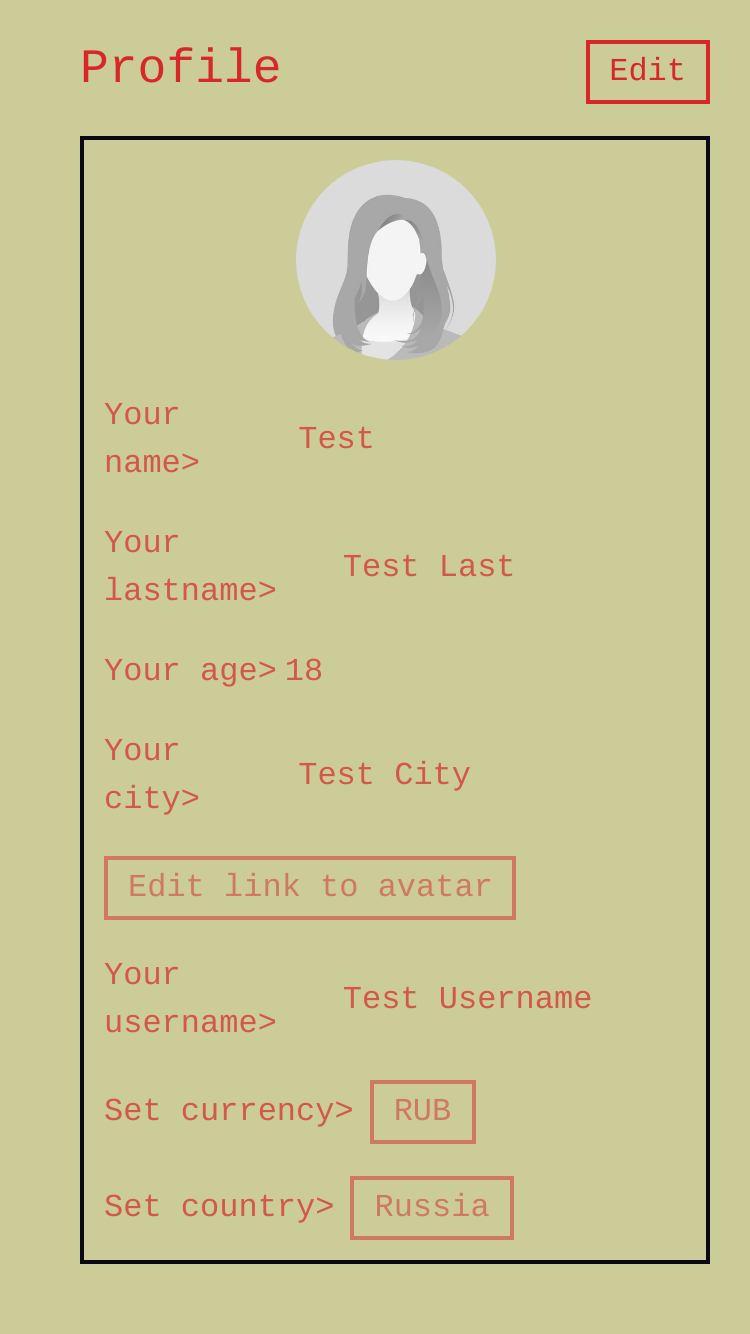 Profile
Edit
Your
name>
Test
Your
lastname>
Test Last
Your age> 18
Your
city>
Test City
Edit link to avatar
Your
username>
Test Username
Set currency> RUB
Set country> Russia